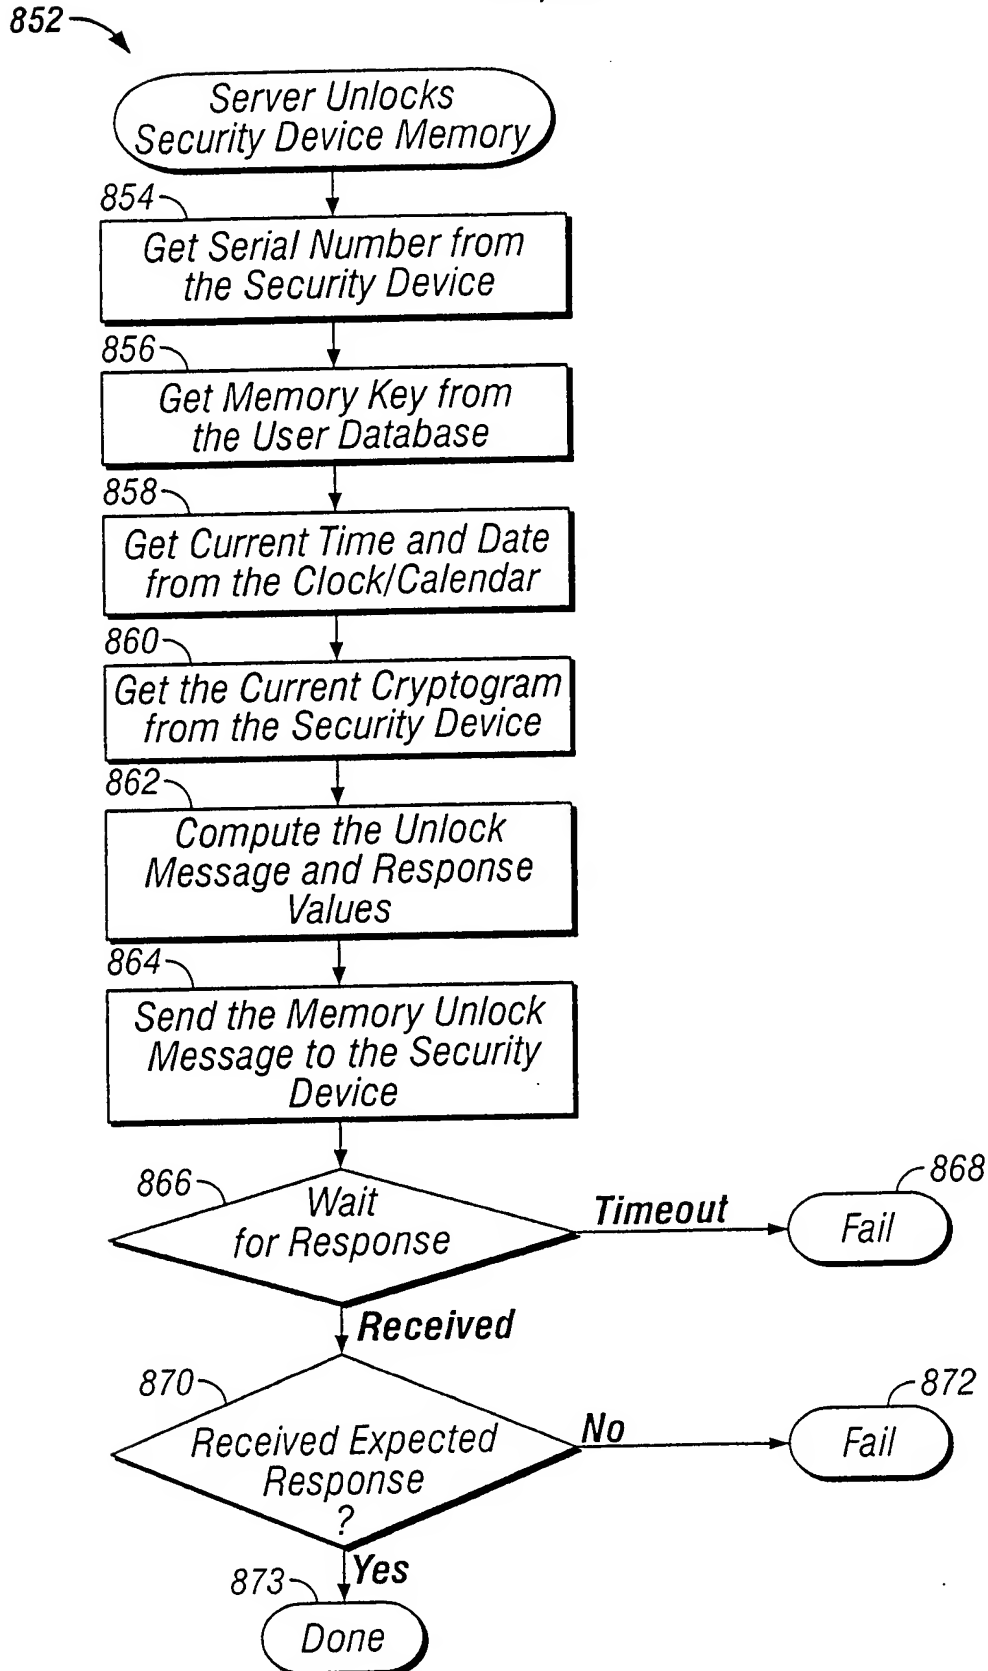 852
Server Unlocks
Security Device Memory
854
Get Serial Number from
the Security Device
856
Get Memory Key from
the User Database
858
Get Current Time and Date
from the Clock/Calendar
860
Get the Current Cryptogram
from the Security Device
862
Compute the Unlock
Message and Response
Values
864
Send the Memory Unlock
Message to the Security
Device
866
Wait
for Response
Timeout
868
Fail
Received
870
Received Expected
Response
?
No
872
Fail
Yes
873
Done